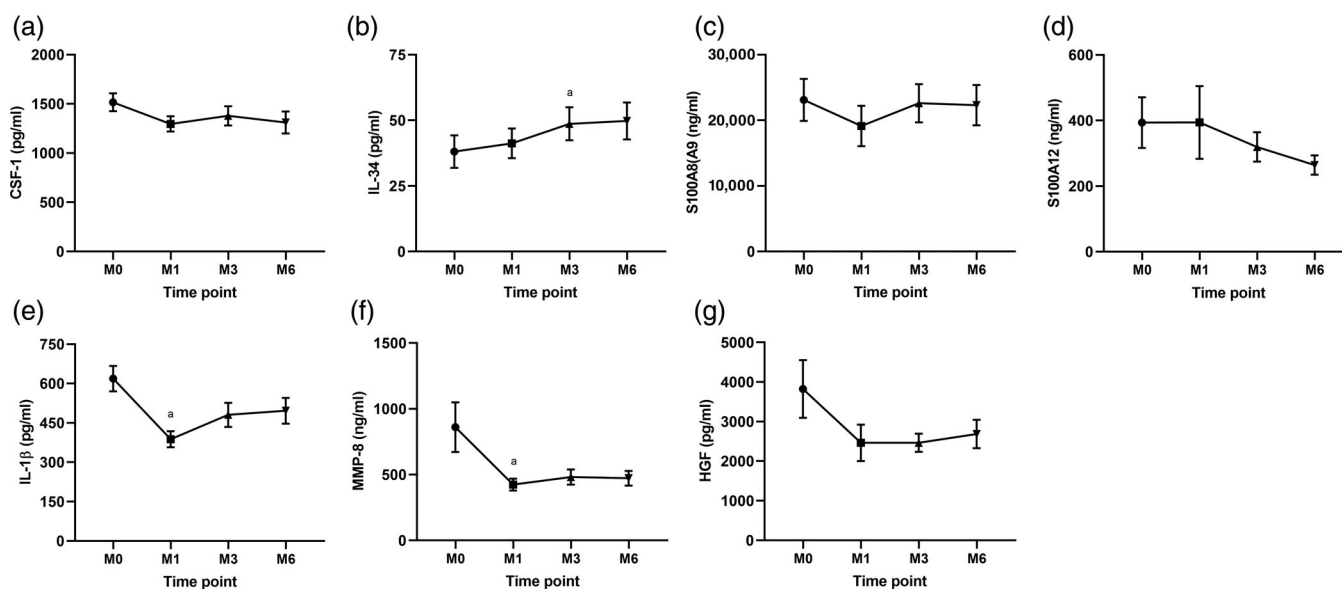 (a)
CSF-1 (pg/ml)
2000
1500
1000
500
0
M0 M1 M3 M6
Time point
(b)
IL-34 (pg/ml)
75
50
25
0
a
M0 M1 M3 M6
Time point
(c)
S100A8(A9 (ng/ml)
30,000
20,000
10,000
0
M0 M1 M3 M6
Time point
(d)
S100A12 (ng/ml)
600
400
200
0
M0 M1 M3 M6
Time point
(e)
IL-1β (pg/ml)
750
600
450
300
150
0
a
M0 M1 M3 M6
Time point
(f)
MMP-8 (ng/ml)
1500
1000
500
0
a
M0 M1 M3 M6
Time point
(g)
HGF (pg/ml)
5000
4000
3000
2000
1000
0
M0 M1 M3 M6
Time point